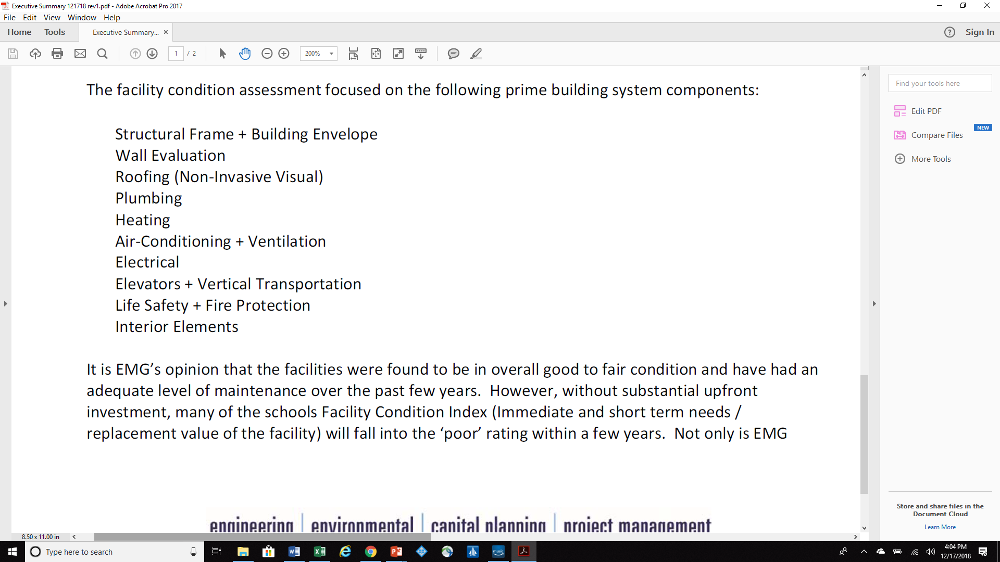 Executive Summary 121718 rev1.pdf - Adobe Acrobat Pro 2017
File Edit View Window Help
Home Tools Executive Summary... × ? Sign In
1 / 2 200%
The facility condition assessment focused on the following prime building system components:
Structural Frame + Building Envelope
Wall Evaluation
Roofing (Non-Invasive Visual)
Plumbing
Heating
Air-Conditioning + Ventilation
Electrical
Elevators + Vertical Transportation
Life Safety + Fire Protection
Interior Elements
It is EMG’s opinion that the facilities were found to be in overall good to fair condition and have had an
adequate level of maintenance over the past few years.  However, without substantial upfront
investment, many of the schools Facility Condition Index (Immediate and short term needs /
replacement value of the facility) will fall into the ‘poor’ rating within a few years.  Not only is EMG
engineering | environmental | capital planning | project management
8.50 x 11.00 in
Find your tools here
Edit PDF
NEW
Compare Files
More Tools
Store and share files in the
Document Cloud
Learn More
Type here to search
music
4:04 PM
12/17/2018